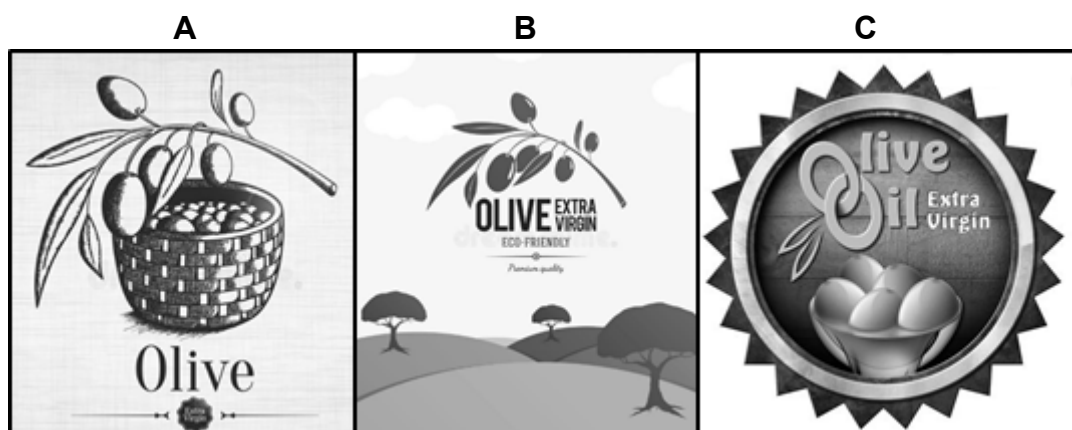 A B C
Olive
Extra
Virgin
OLIVE EXTRA
VIRGIN
ECO-FRIENDLY
Premium quality
Olive
Oil Extra
Virgin